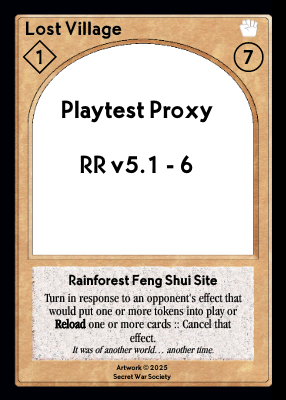 Lost Village
1
7
Playtest Proxy
RR v5.1 - 6
Rainforest Feng Shui Site
Turn in response to an opponent's effect that
would put one or more tokens into play or
Reload one or more cards :: Cancel that
effect.
It was of another world… another time.
Artwork © 2025
Secret War Society